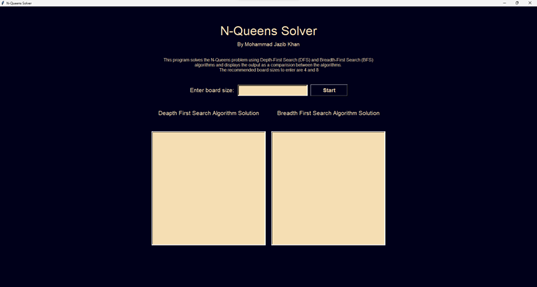 N-Queens Solver
N-Queens Solver
By Mohammad Jazib Khan
This program solves the N-Queens problem using Depth-First Search (DFS) and Breadth-First Search (BFS)
algorithms and displays the output as a comparision between the algorithms
The recommended board sizes to enter are 4 and 6
Enter board size:
Start
Deapth First Search Algorithm Solution
Breadth First Search Algorithm Solution